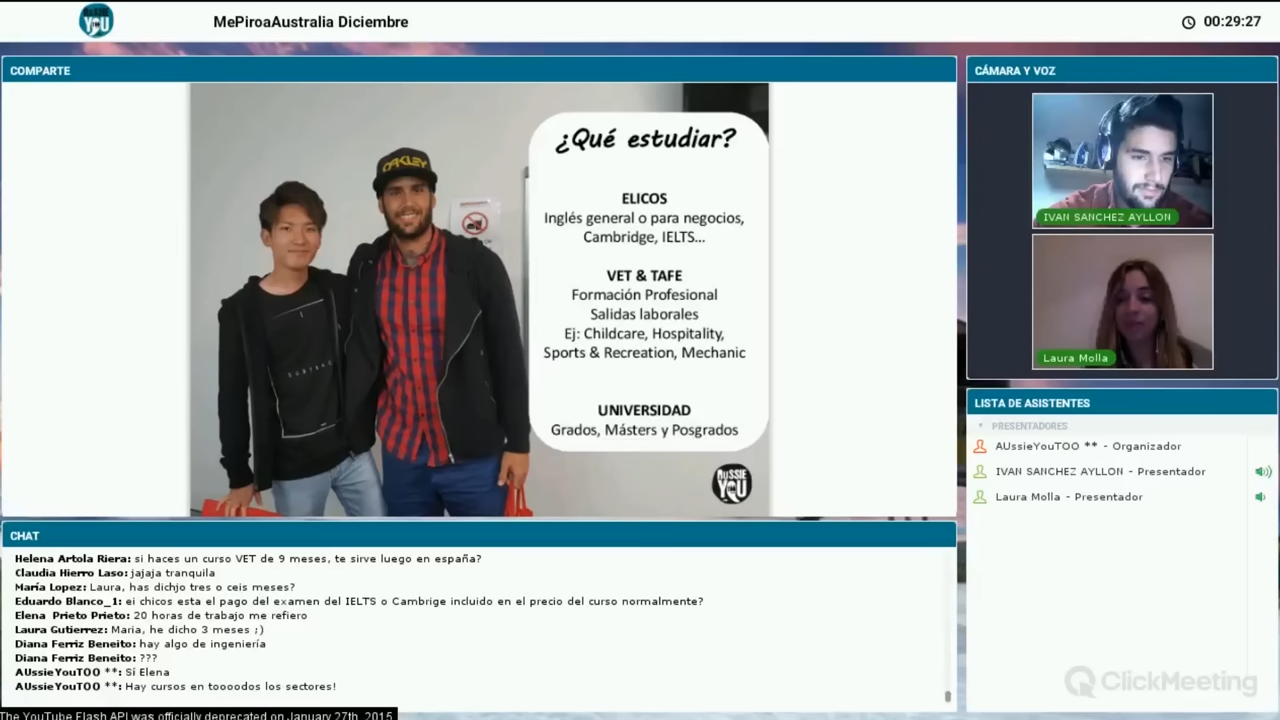 AUSSIE
YOU
MePiroaAustralia Diciembre
00:29:27
COMPARTE
CÁMARA Y VOZ
OAKLEY
¿Qué estudiar?
ELICOS
Inglés general o para negocios,
Cambridge, IELTS...
VET & TAFE
Formación Profesional
Salidas laborales
Ej: Childcare, Hospitality,
Sports & Recreation, Mechanic
UNIVERSIDAD
Grados, Másters y Posgrados
AUSSIE
YOU
IVAN SANCHEZ AYLLON
Laura Molla
LISTA DE ASISTENTES
PRESENTADORES
AUssieYouTOO ** - Organizador
IVAN SANCHEZ AYLLON - Presentador
Laura Molla - Presentador
CHAT
Helena Artola Riera: si haces un curso VET de 9 meses, te sirve luego en españa?
Claudia Hierro Laso: jajaja tranquila
María Lopez: Laura, has dichjo tres o ceis meses?
Eduardo Blanco_1: ei chicos esta el pago del examen del IELTS o Cambrige incluido en el precio del curso normalmente?
Elena Prieto Prieto: 20 horas de trabajo me refiero
Laura Gutierrez: Maria, he dicho 3 meses ;)
Diana Ferriz Beneito: hay algo de ingeniería
Diana Ferriz Beneito: ???
AUssieYouTOO **: Sí Elena
AUssieYouTOO **: Hay cursos en toooodos los sectores!
ClickMeeting
The YouTube Flash API was officially deprecated on January 27th, 2015